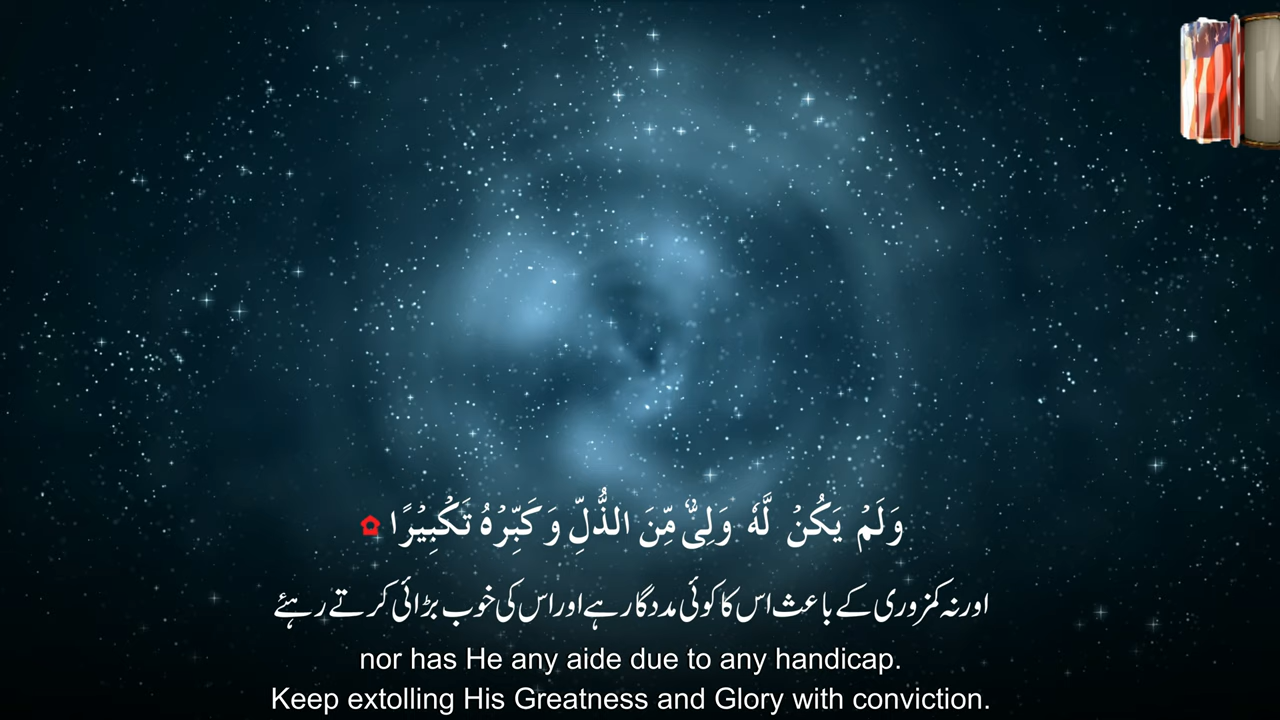 وَلَمْ يَكُنْ لَّهٗ وَلِیٌّ مِّنَ الذُّلِّ وَكَبِّرْهُ تَكْبِيْرًا
اور نہ کمزوری کے باعث اس کا کوئی مددگار ہے اور اس کی خوب بڑائی کرتے رہئے
nor has He any aide due to any handicap.
Keep extolling His Greatness and Glory with conviction.